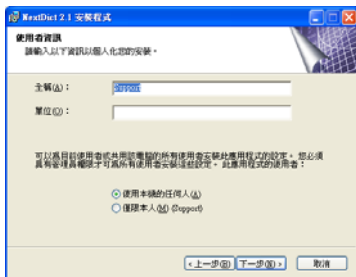 NextDict 2.1 安裝程式
使用者資訊
請輸入以下資訊以個人化您的安裝。
全稱(A)：
Support
單位(O)：
可以為目前使用者或共用該電腦的所有使用者安裝此應用程式的設定。您必須
具有管理員權限才可為所有使用者安裝這些設定。此應用程式的使用者：
使用本機的任何人(A)
僅限本人(M) (Support)
<上一步(B)
下一步(N)>
取消